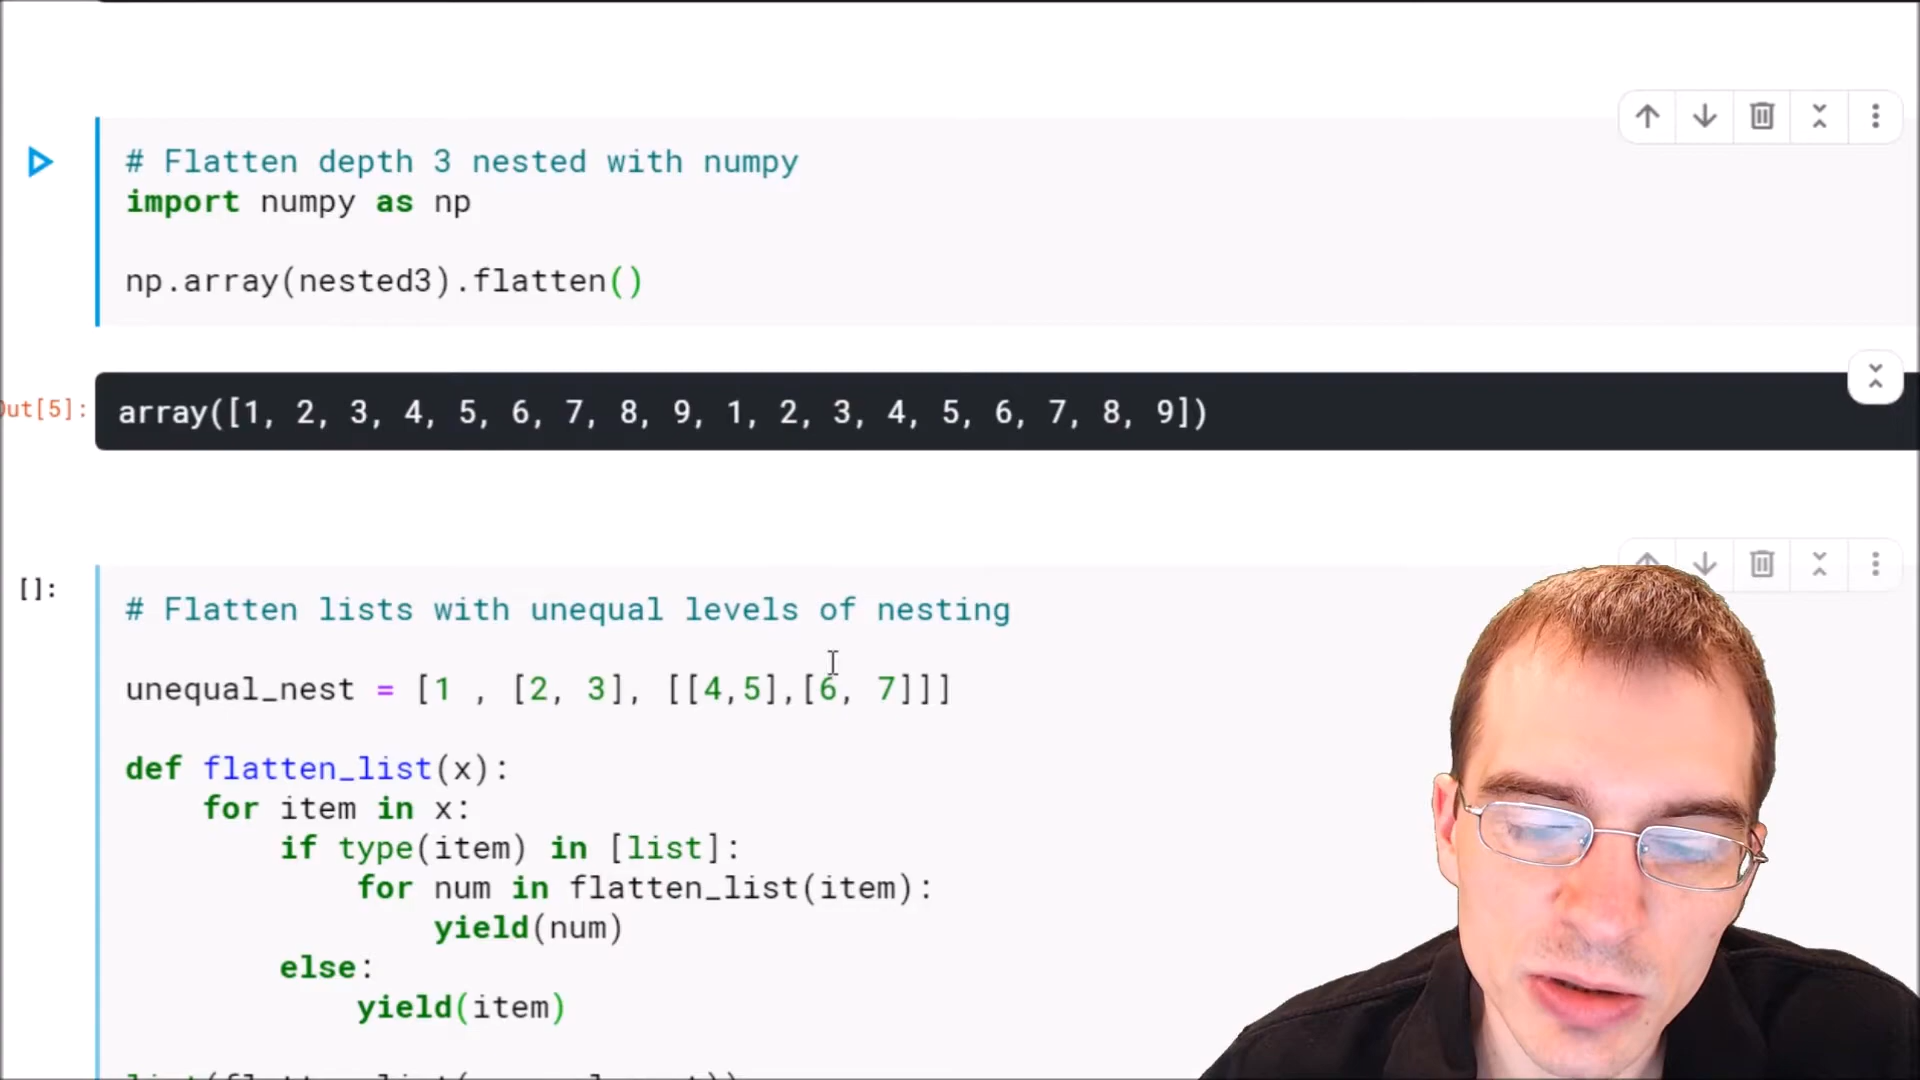 # Flatten depth 3 nested with numpy
import numpy as np
np.array(nested3).flatten()
array([1, 2, 3, 4, 5, 6, 7, 8, 9, 1, 2, 3, 4, 5, 6, 7, 8, 9])
[]:
# Flatten lists with unequal levels of nesting
unequal_nest = [1 , [2, 3], [[4,5],[6, 7]]]
def flatten_list(x):
for item in x:
if type(item) in [list]:
for num in flatten_list(item):
yield(num)
else:
yield(item)